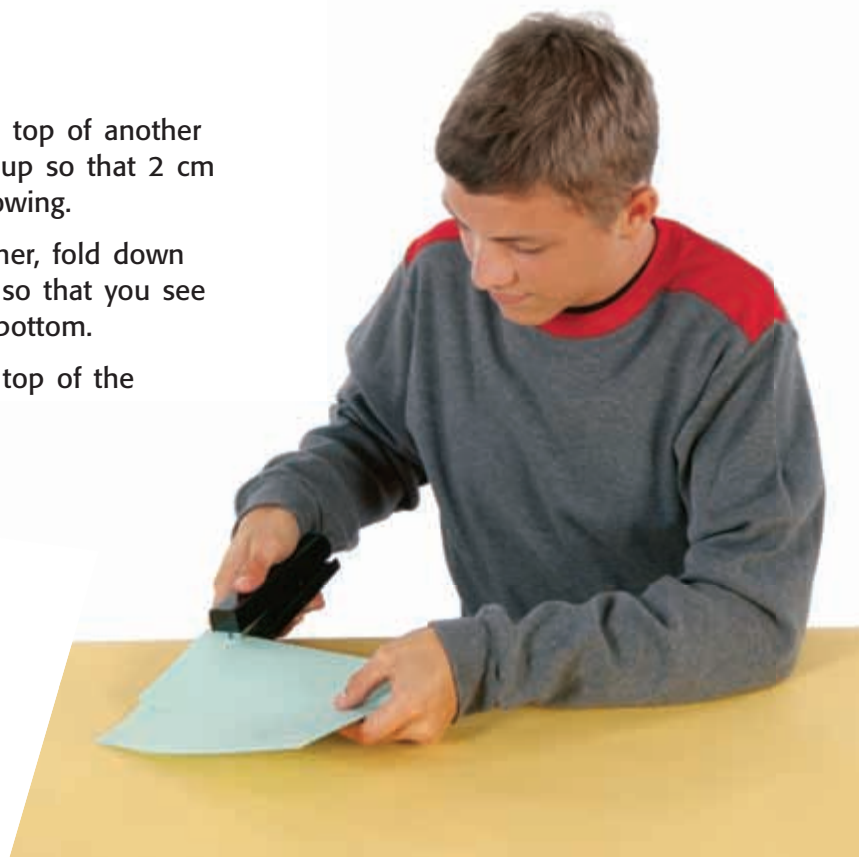 top of another
up so that 2 cm
owing.
ner, fold down
so that you see
bottom.
top of the